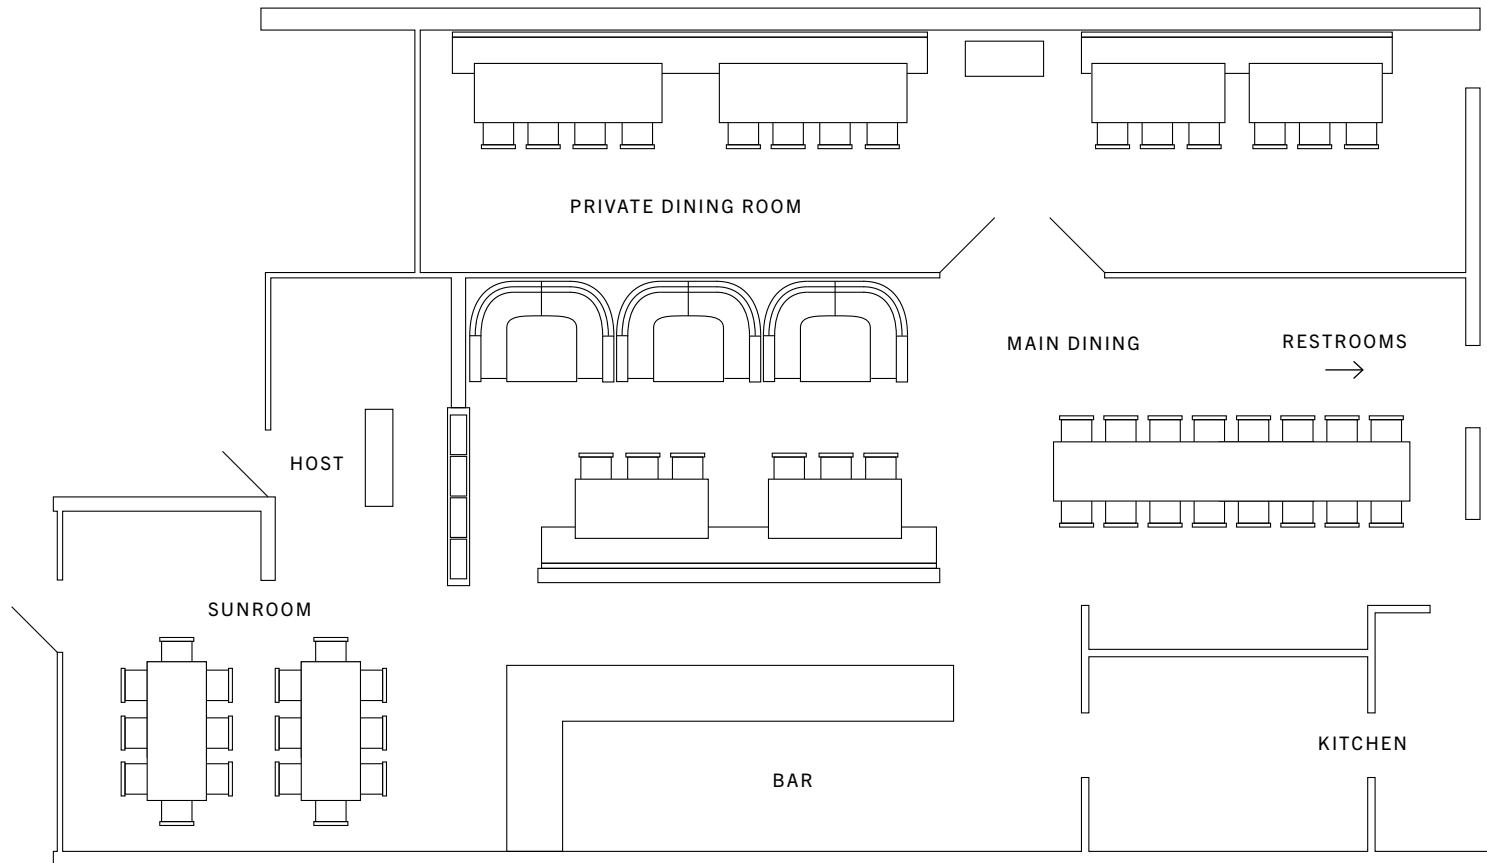 PRIVATE DINING ROOM
MAIN DINING
RESTROOMS
HOST
SUNROOM
KITCHEN
BAR